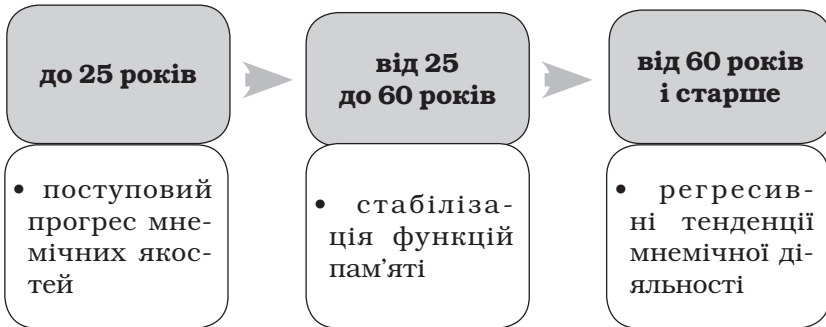 до 25 років
• поступовий
прогрес мне-
мічних якос-
тей
від 25
до 60 років
• стабіліза-
ція функцій
пам’яті
від 60 років
і старше
• регресив-
ні тенденції
мнемічної ді-
яльності